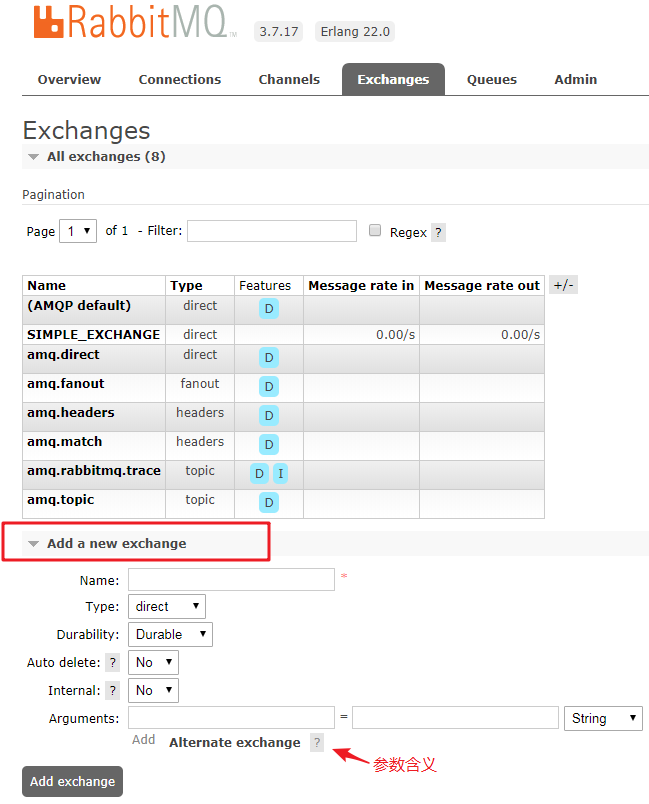 RabbitMQ TM 3.7.17 Erlang 22.0
Overview Connections Channels Exchanges Queues Admin
Exchanges
All exchanges (8)
Pagination
Page 1 of 1 - Filter: Regex ?
Name Type Features Message rate in Message rate out +/-
(AMQP default) direct D
SIMPLE_EXCHANGE direct 0.00/s 0.00/s
amq.direct direct D
amq.fanout fanout D
amq.headers headers D
amq.match headers D
amq.rabbitmq.trace topic D I
amq.topic topic D
Add a new exchange
Name: *
Type: direct
Durability: Durable
Auto delete: ? No
Internal: ? No
Arguments: = String
Add Alternate exchange ?
参数含义
Add exchange